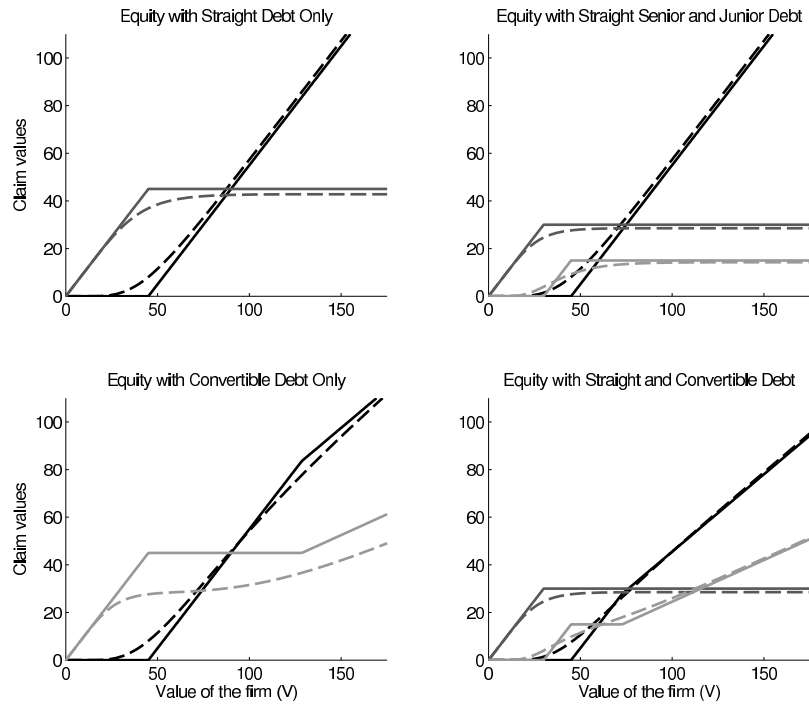 Equity with Straight Debt Only
Equity with Straight Senior and Junior Debt
100
80
60
40
20
0
Claim values
0 50 100 150
100
80
60
40
20
0
0 50 100 150
Equity with Convertible Debt Only
Equity with Straight and Convertible Debt
100
80
60
40
20
0
Claim values
0 50 100 150
Value of the firm (V)
100
80
60
40
20
0
0 50 100 150
Value of the firm (V)